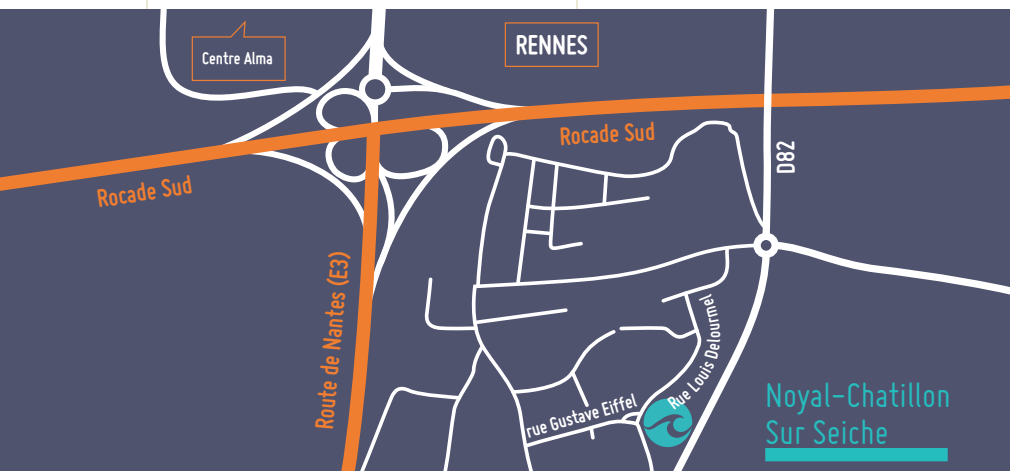 Centre Alma
RENNES
Rocade Sud
Rocade Sud
D82
Route de Nantes (E3)
Rue Louis Delourmel
rue Gustave Eiffel
Noyal-Chatillon
Sur Seiche